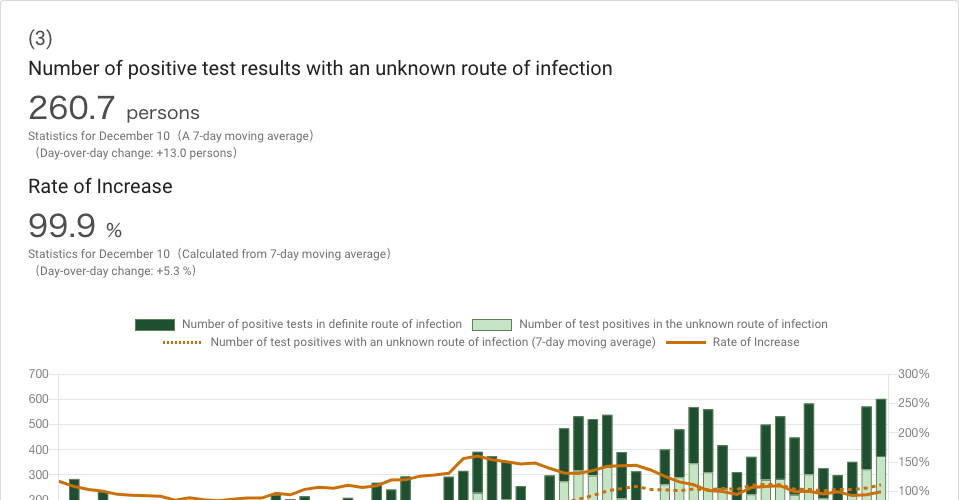 (3)
Number of positive test results with an unknown route of infection
260.7 persons
Statistics for December 10（A 7-day moving average）
（Day-over-day change: +13.0 persons）
Rate of Increase
99.9 %
Statistics for December 10（Calculated from 7-day moving average）
（Day-over-day change: +5.3 %）
Number of positive tests in definite route of infection Number of test positives in the unknown route of infection
Number of test positives with an unknown route of infection (7-day moving average) Rate of Increase
700 300%
600 250%
500 200%
400 150%
300 100%
200